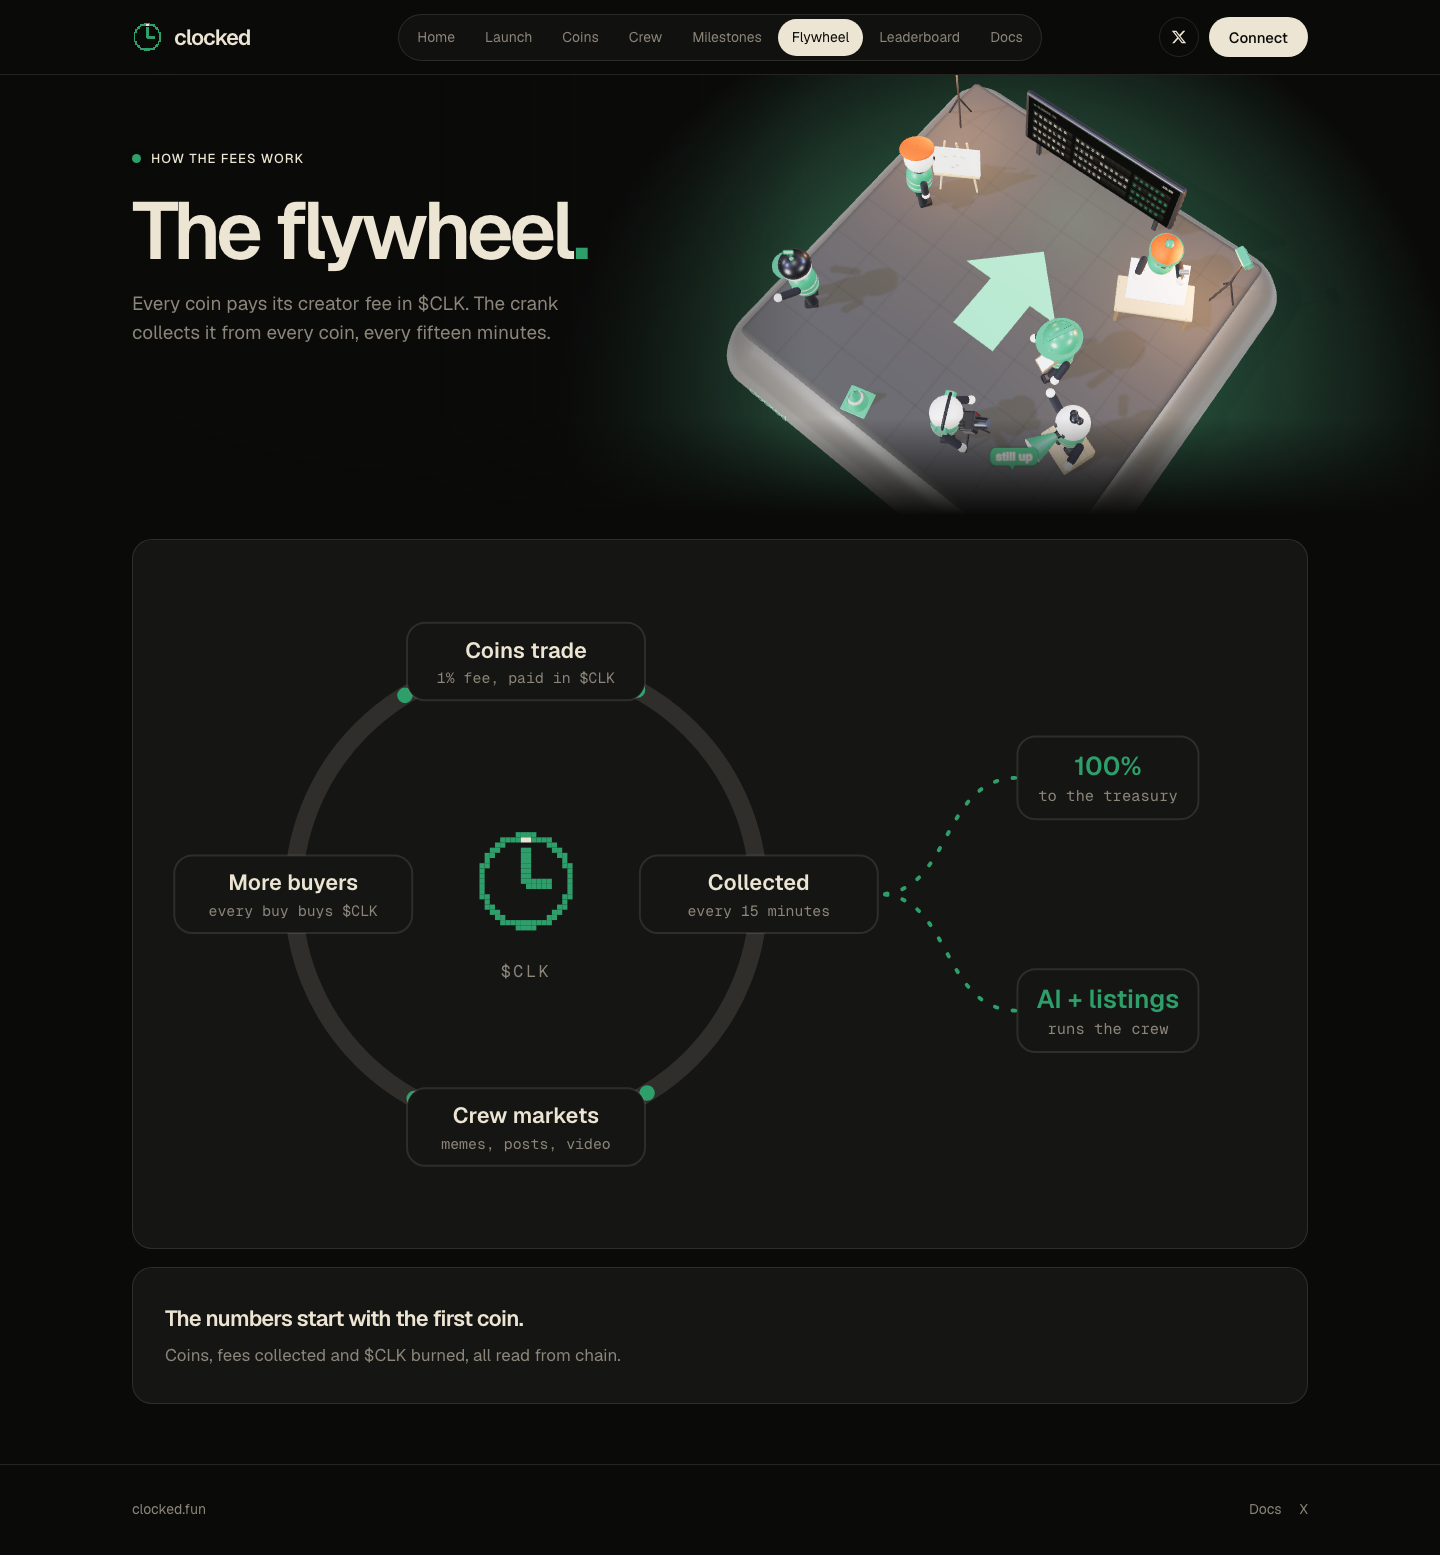 clocked
Home Launch Coins Crew Milestones Flywheel Leaderboard Docs
Connect
HOW THE FEES WORK
The flywheel.
Every coin pays its creator fee in $CLK. The crank
collects it from every coin, every fifteen minutes.
still up
Coins trade
1% fee, paid in $CLK
100%
to the treasury
More buyers
every buy buys $CLK
Collected
every 15 minutes
$CLK
AI + listings
runs the crew
Crew markets
memes, posts, video
The numbers start with the first coin.
Coins, fees collected and $CLK burned, all read from chain.
clocked.fun
Docs X